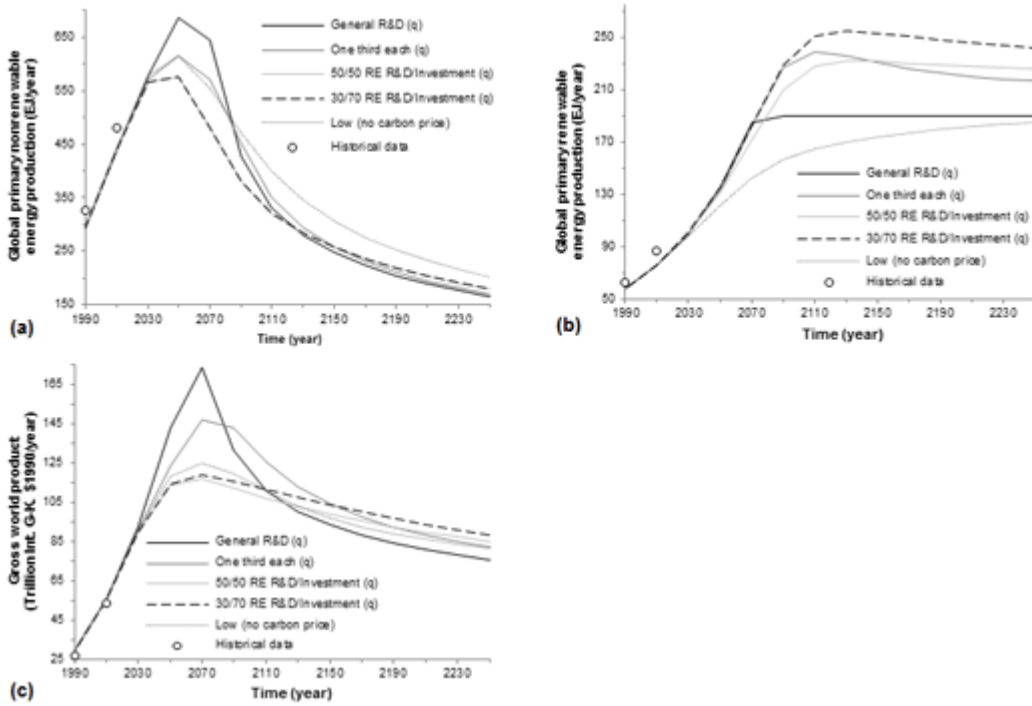 Global primary nonrenewable
energy production (EJ/year)
650
550
450
350
250
150
1990 2030 2070 2110 2150 2190 2230
Time (year)
General R&D (q)
One third each (q)
50/50 RE R&D/Investment (q)
30/70 RE R&D/Investment (q)
Low (no carbon price)
Historical data
(a)
Global primary renewable
energy production (EJ/year)
250
210
170
130
90
50
1990 2030 2070 2110 2150 2190 2230
Time (year)
General R&D (q)
One third each (q)
50/50 RE R&D/Investment (q)
30/70 RE R&D/Investment (q)
Low (no carbon price)
Historical data
(b)
Gross world product
(Trillion Int. G-K. $1990/year)
165
145
125
105
85
65
45
25
1990 2030 2070 2110 2150 2190 2230
Time (year)
General R&D (q)
One third each (q)
50/50 RE R&D/Investment (q)
30/70 RE R&D/Investment (q)
Low (no carbon price)
Historical data
(c)